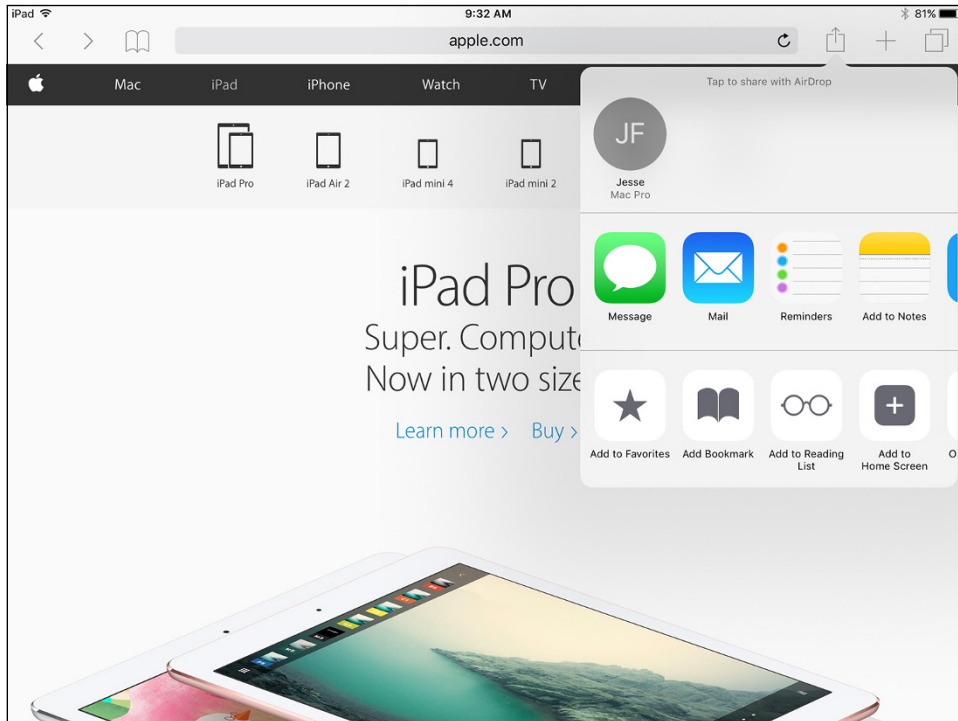 iPad
9:32 AM
81%
apple.com
Mac
iPad
iPhone
Watch
TV
iPad Pro
iPad Air 2
iPad mini 4
iPad mini 2
Tap to share with AirDrop
JF
Jesse
Mac Pro
Message
Mail
Reminders
Add to Notes
Add to Favorites
Add Bookmark
Add to Reading
List
Add to
Home Screen
iPad Pro
Super.
Now in two
Learn more >
Buy >